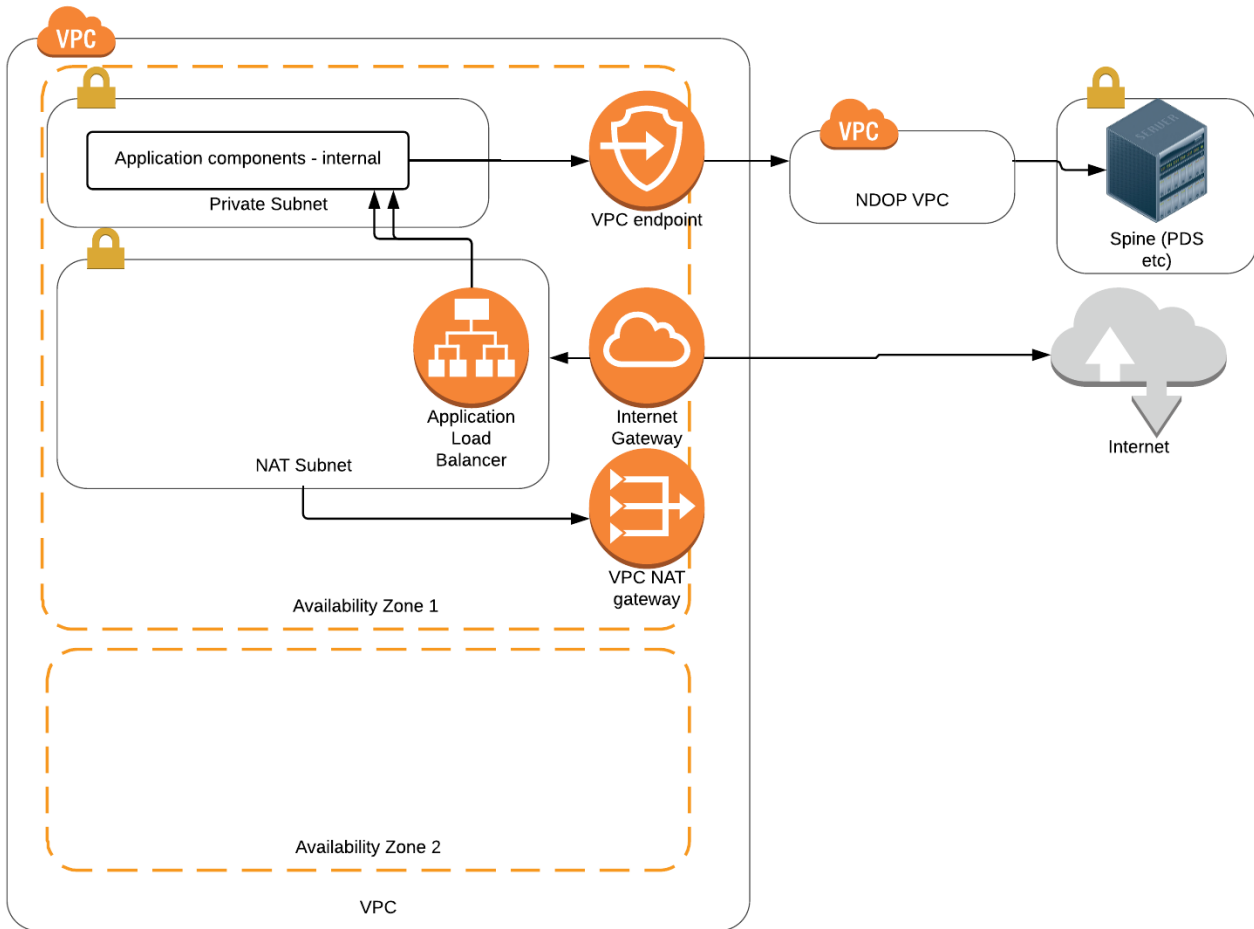 VPC
Application components - internal
Private Subnet
VPC endpoint
VPC
NDOP VPC
Spine (PDS
etc)
Application
Load
Balancer
NAT Subnet
Internet
Gateway
Internet
VPC NAT
gateway
Availability Zone 1
Availability Zone 2
VPC